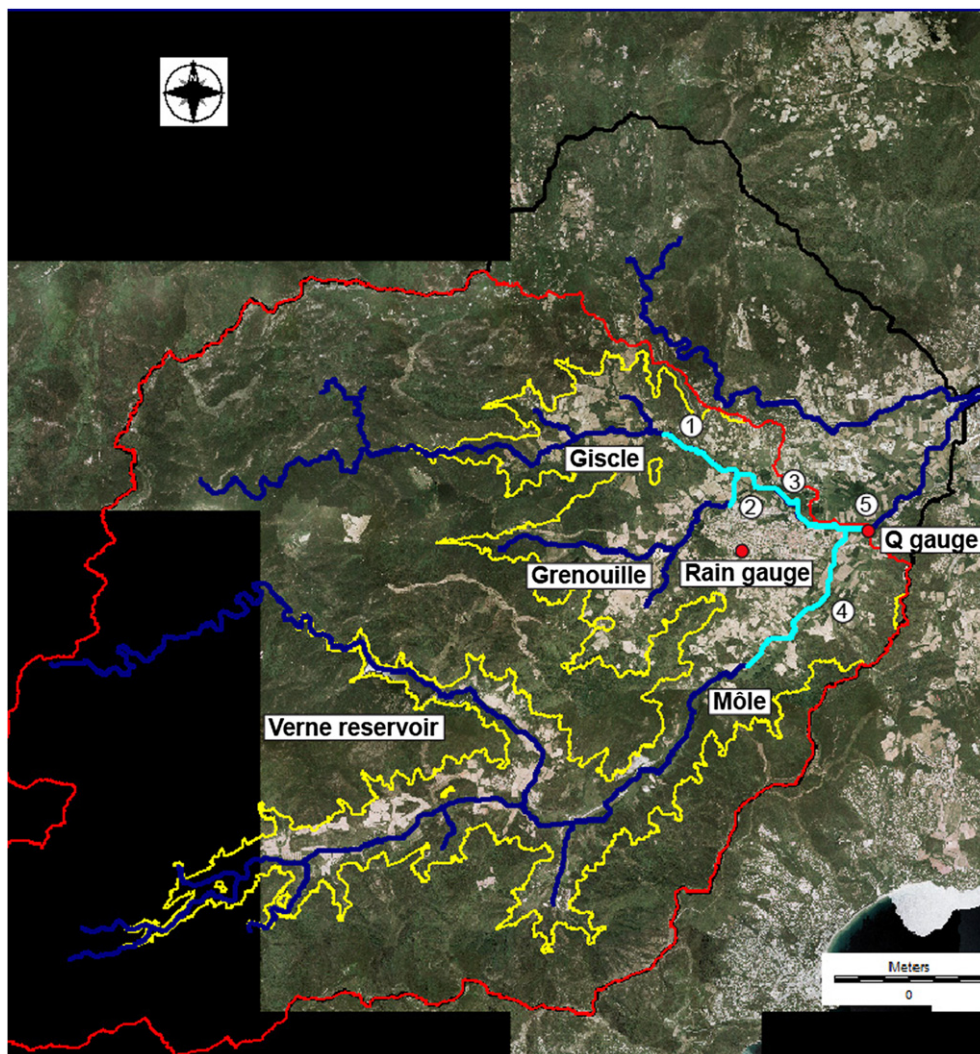 N
1
Giscle
3
2
5
Q gauge
Grenouille
Rain gauge
4
Môle
Verne reservoir
Meters
0